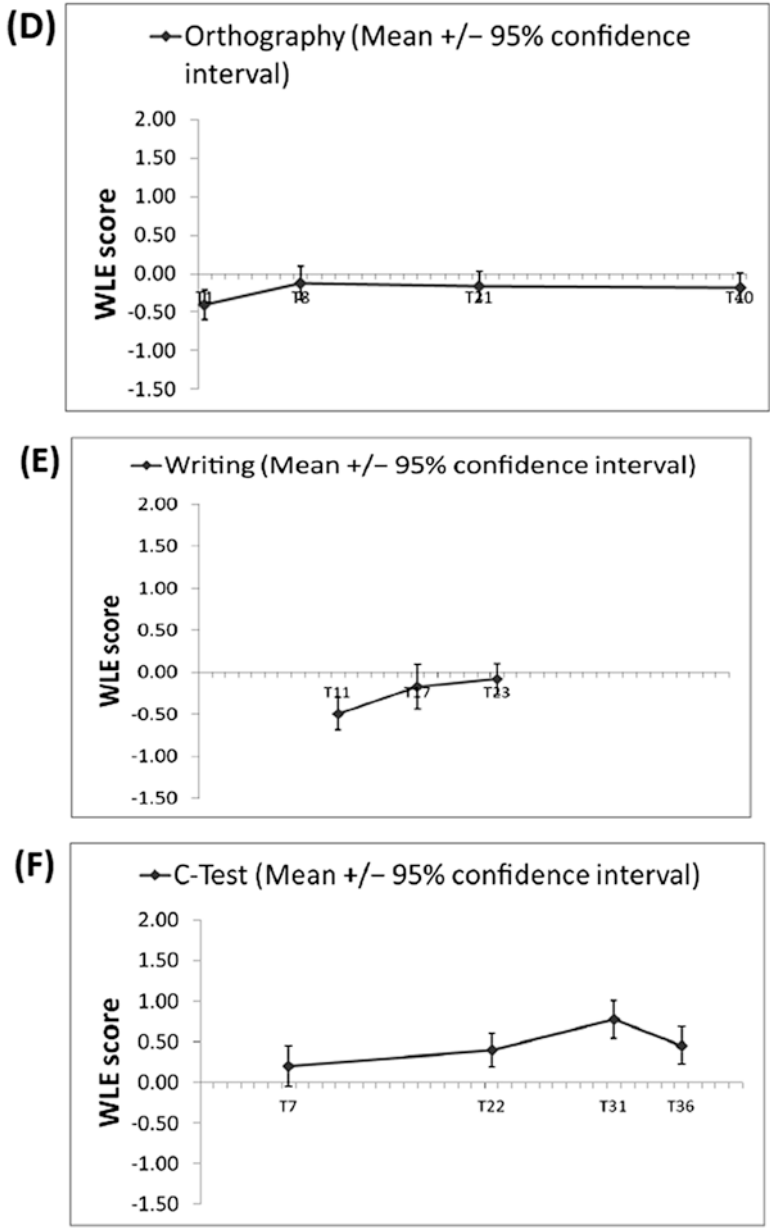 (D)
Orthography (Mean +/− 95% confidence
interval)
2.00
1.50
1.00
0.50
0.00
-0.50
-1.00
-1.50
WLE score
T1
T8
T21
T40
(E)
Writing (Mean +/− 95% confidence interval)
2.00
1.50
1.00
0.50
0.00
-0.50
-1.00
-1.50
WLE score
T11
T17
T23
(F)
C-Test (Mean +/− 95% confidence interval)
2.00
1.50
1.00
0.50
0.00
-0.50
-1.00
-1.50
WLE score
T7
T22
T31
T36